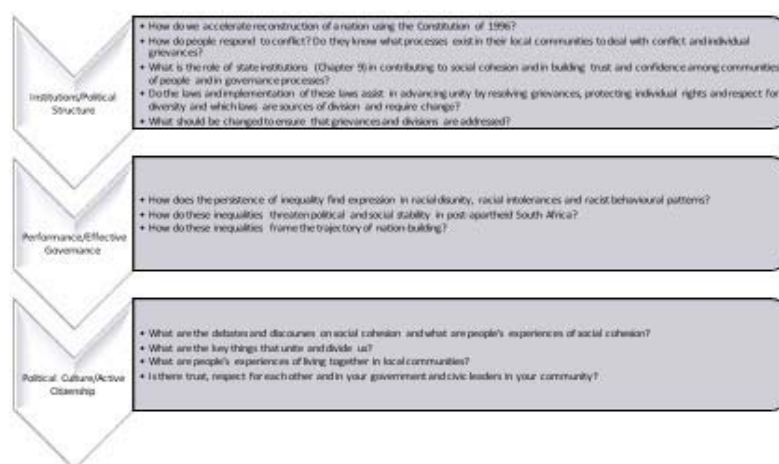 • How do we accelerate reconstruction of a nation using the Constitution of 1996?
• How do people respond to conflict? Do they know what processes exist in their local communities to deal with conflict and individual
grievances?
• What is the role of state institutions (Chapter 9) in contributing to social cohesion and in building trust and confidence among communities
of people and in governance processes?
• Do the laws and implementation of these laws assist in advancing unity by resolving grievances, protecting individual rights and respect for
diversity and which laws are sources of division and require change?
• What should be changed to ensure that grievances and divisions are addressed?
Institutions/Political
Structure
• How does the persistence of inequality find expression in racial disunity, racial intolerances and racist behavioural patterns?
• How do these inequalities threaten political and social stability in post-apartheid South Africa?
• How do these inequalities frame the trajectory of nation-building?
Performance/Effective
Governance
• What are the debates and discourses on social cohesion and what are people's experiences of social cohesion?
• What are the key things that unite and divide us?
• What are people's experiences of living together in local communities?
• Is there trust, respect for each other and in your government and civic leaders in your community?
Political Culture/Active
Citizenship